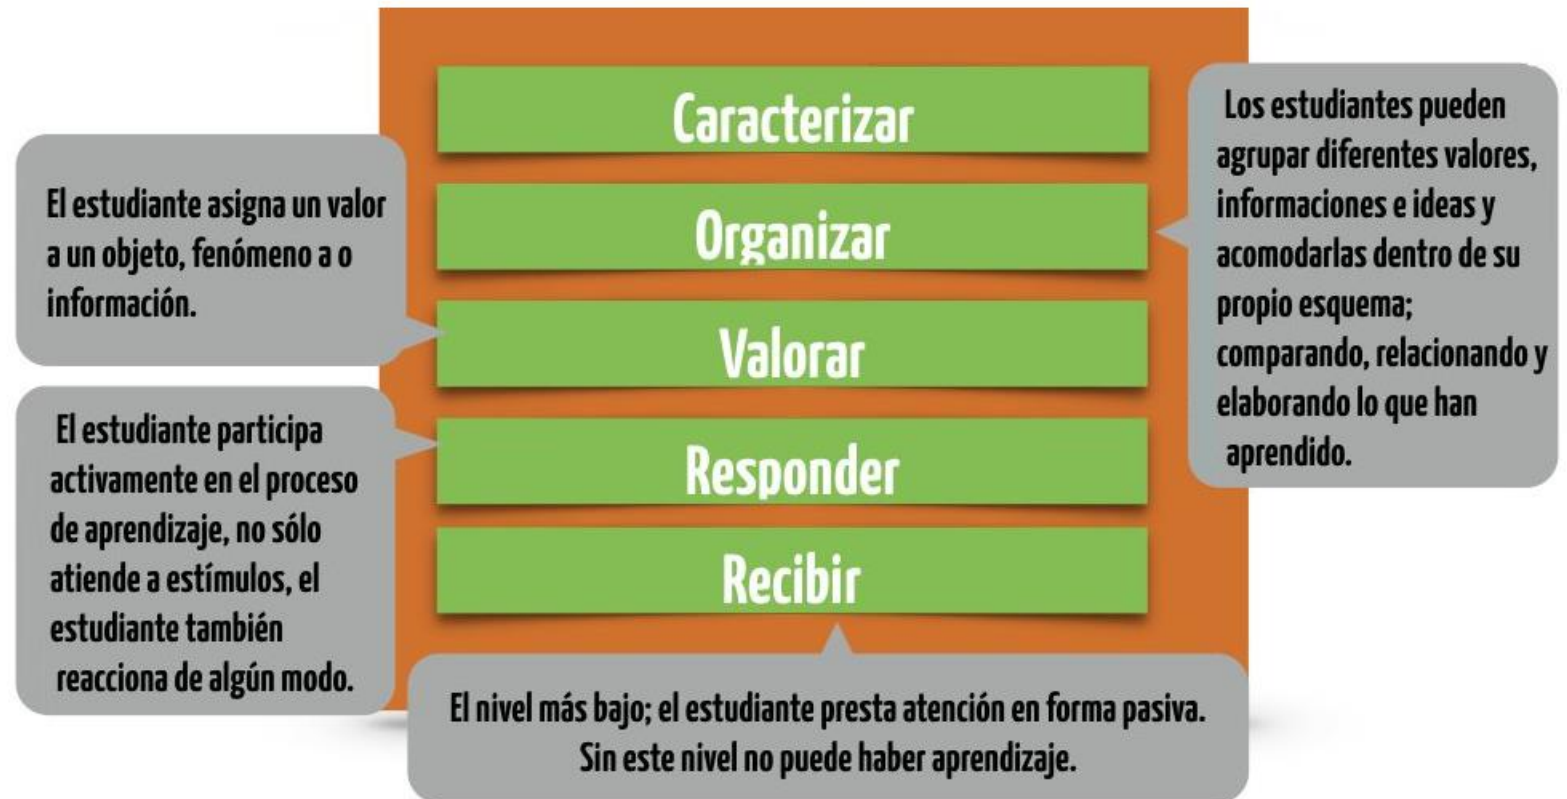 Caracterizar
Organizar
Valorar
Responder
Recibir
El estudiante asigna un valor
a un objeto, fenómeno a o
información.
El estudiante participa
activamente en el proceso
de aprendizaje, no sólo
atiende a estímulos, el
estudiante también
reacciona de algún modo.
Los estudiantes pueden
agrupar diferentes valores,
informaciones e ideas y
acomodarlas dentro de su
propio esquema;
comparando, relacionando y
elaborando lo que han
aprendido.
El nivel más bajo; el estudiante presta atención en forma pasiva.
Sin este nivel no puede haber aprendizaje.